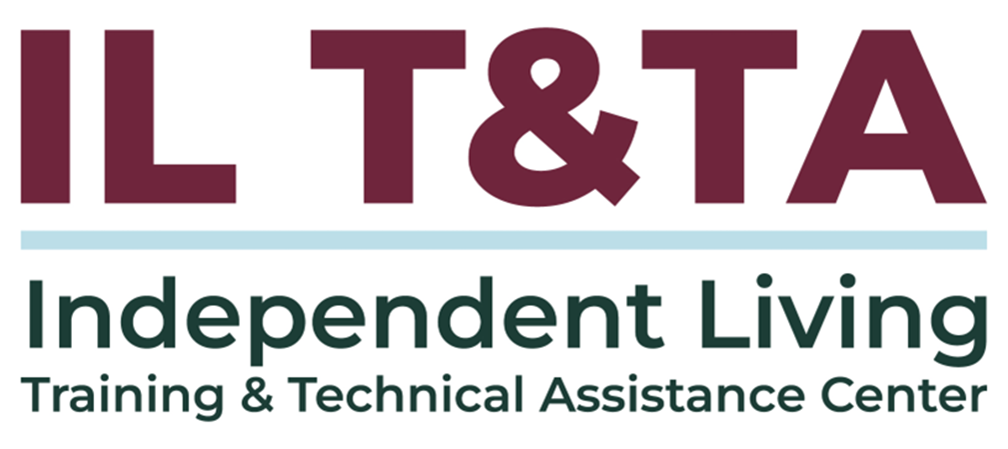 IL T&TA
Independent Living
Training & Technical Assistance Center